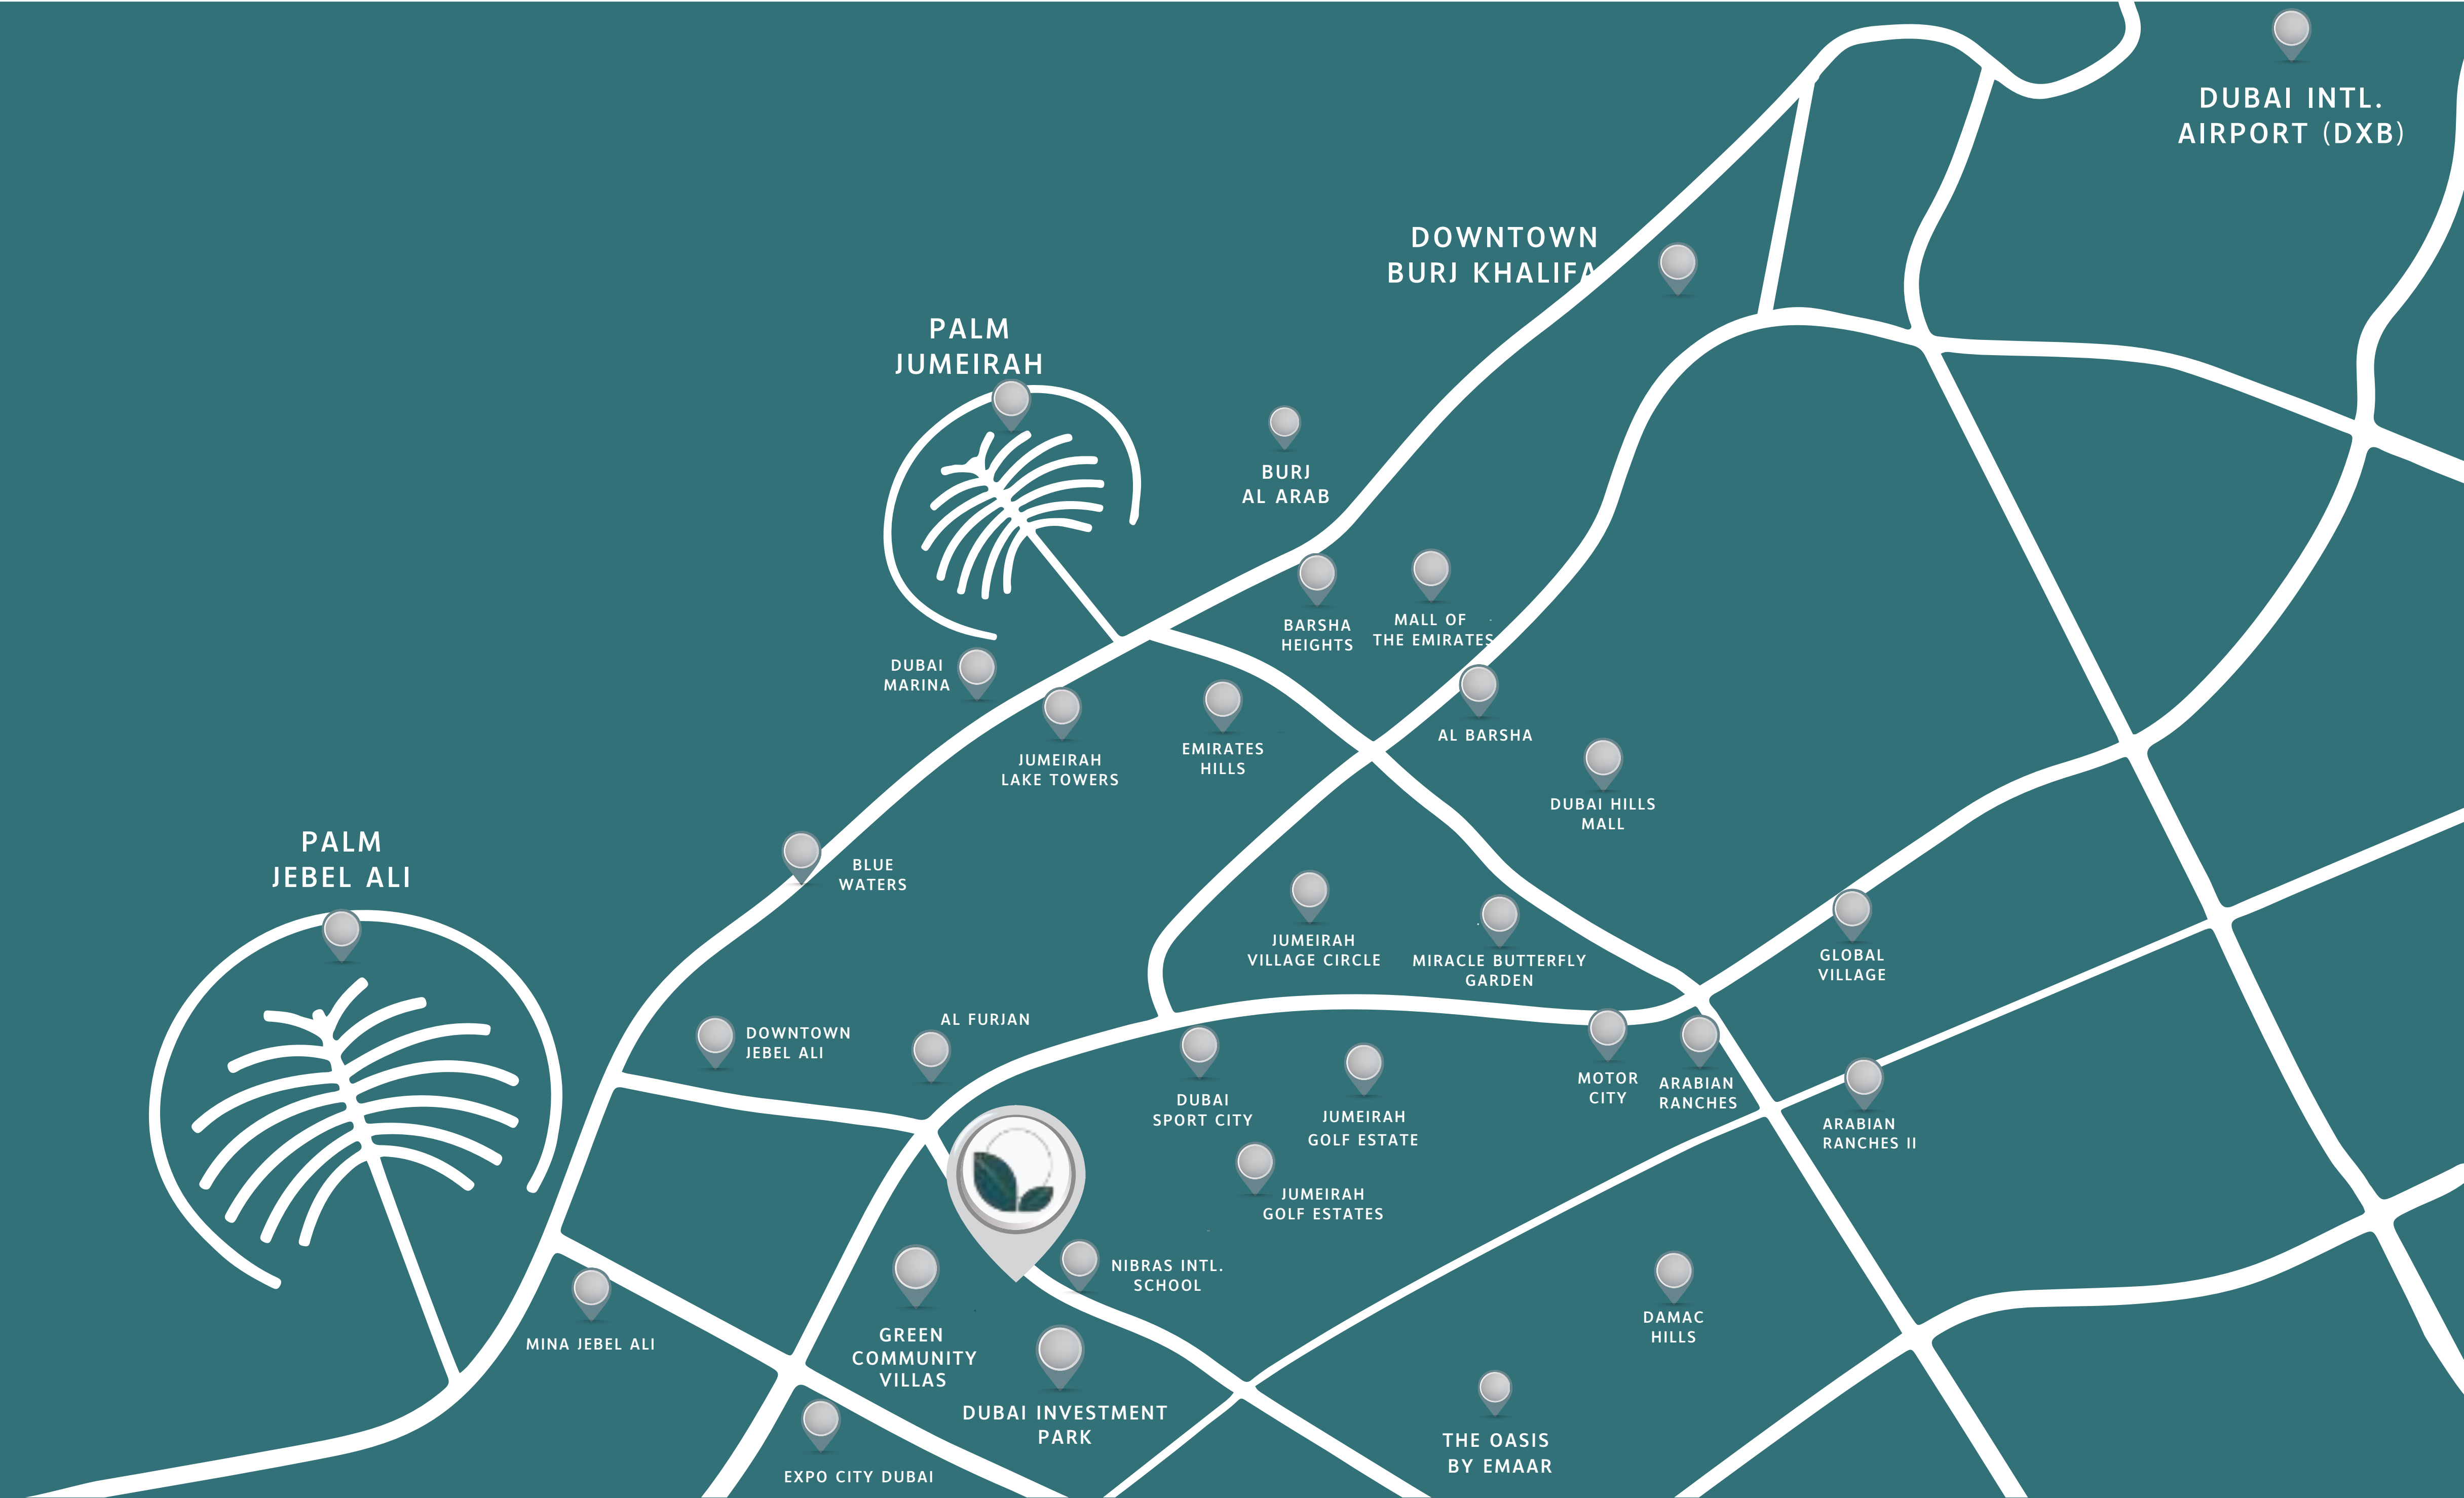 DUBAI INTL.
AIRPORT (DXB)
DOWNTOWN
BURJ KHALIFA
PALM
JUMEIRAH
BURJ
AL ARAB
BARSHA
HEIGHTS
MALL OF
THE EMIRATES
DUBAI
MARINA
JUMEIRAH
LAKE TOWERS
EMIRATES
HILLS
AL BARSHA
DUBAI HILLS
MALL
PALM
JEBEL ALI
BLUE
WATERS
JUMEIRAH
VILLAGE CIRCLE
MIRACLE BUTTERFLY
GARDEN
GLOBAL
VILLAGE
DOWNTOWN
JEBEL ALI
AL FURJAN
DUBAI
SPORT CITY
JUMEIRAH
GOLF ESTATE
MOTOR
CITY
ARABIAN
RANCHES
ARABIAN
RANCHES II
JUMEIRAH
GOLF ESTATES
NIBRAS INTL.
SCHOOL
MINA JEBEL ALI
GREEN
COMMUNITY
VILLAS
DAMAC
HILLS
DUBAI INVESTMENT
PARK
THE OASIS
BY EMAAR
EXPO CITY DUBAI